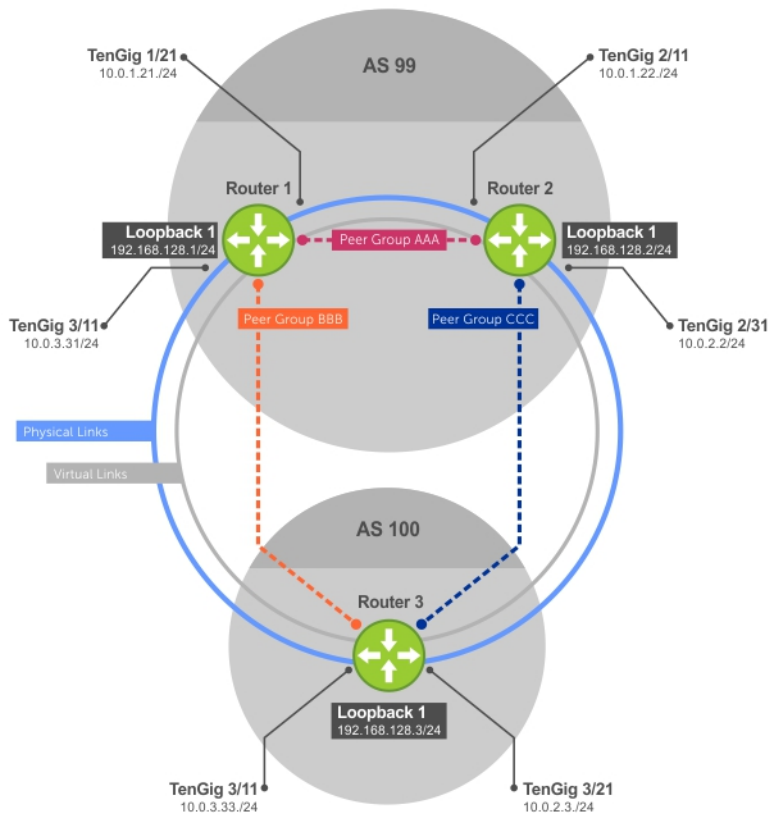 TenGig 1/21
10.0.1.21./24
AS 99
TenGig 2/11
10.0.1.22./24
Router 1
Router 2
Loopback 1
192.168.128.1/24
Peer Group AAA
Loopback 1
192.168.128.2/24
TenGig 3/11
10.0.3.31/24
Peer Group BBB
Peer Group CCC
TenGig 2/31
10.0.2.2/24
Physical Links
Virtual Links
AS 100
Router 3
Loopback 1
192.168.128.3/24
TenGig 3/11
10.0.3.33./24
TenGig 3/21
10.0.2.3./24